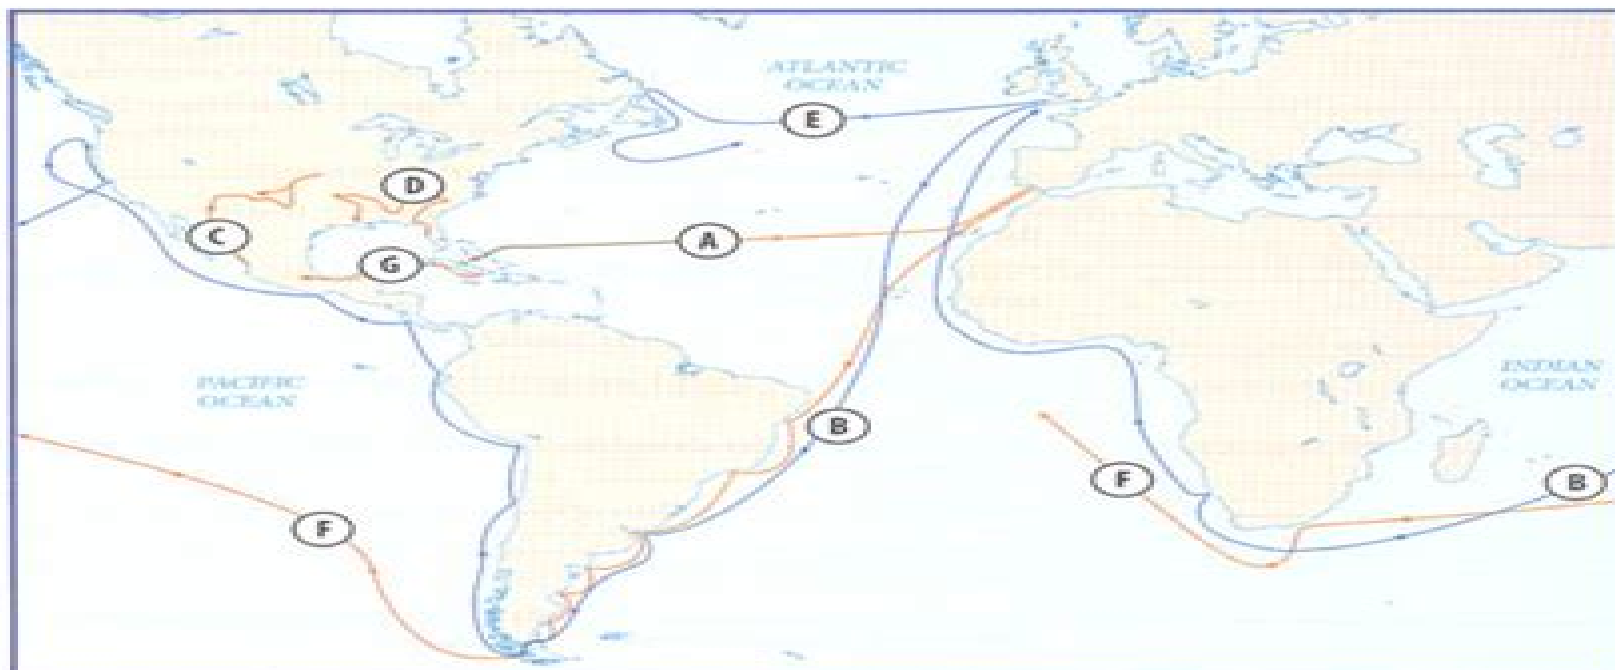 ATLANTIC
OCEAN
E
D
C
A
G
PACIFIC
OCEAN
INDIAN
OCEAN
B
F
B
F